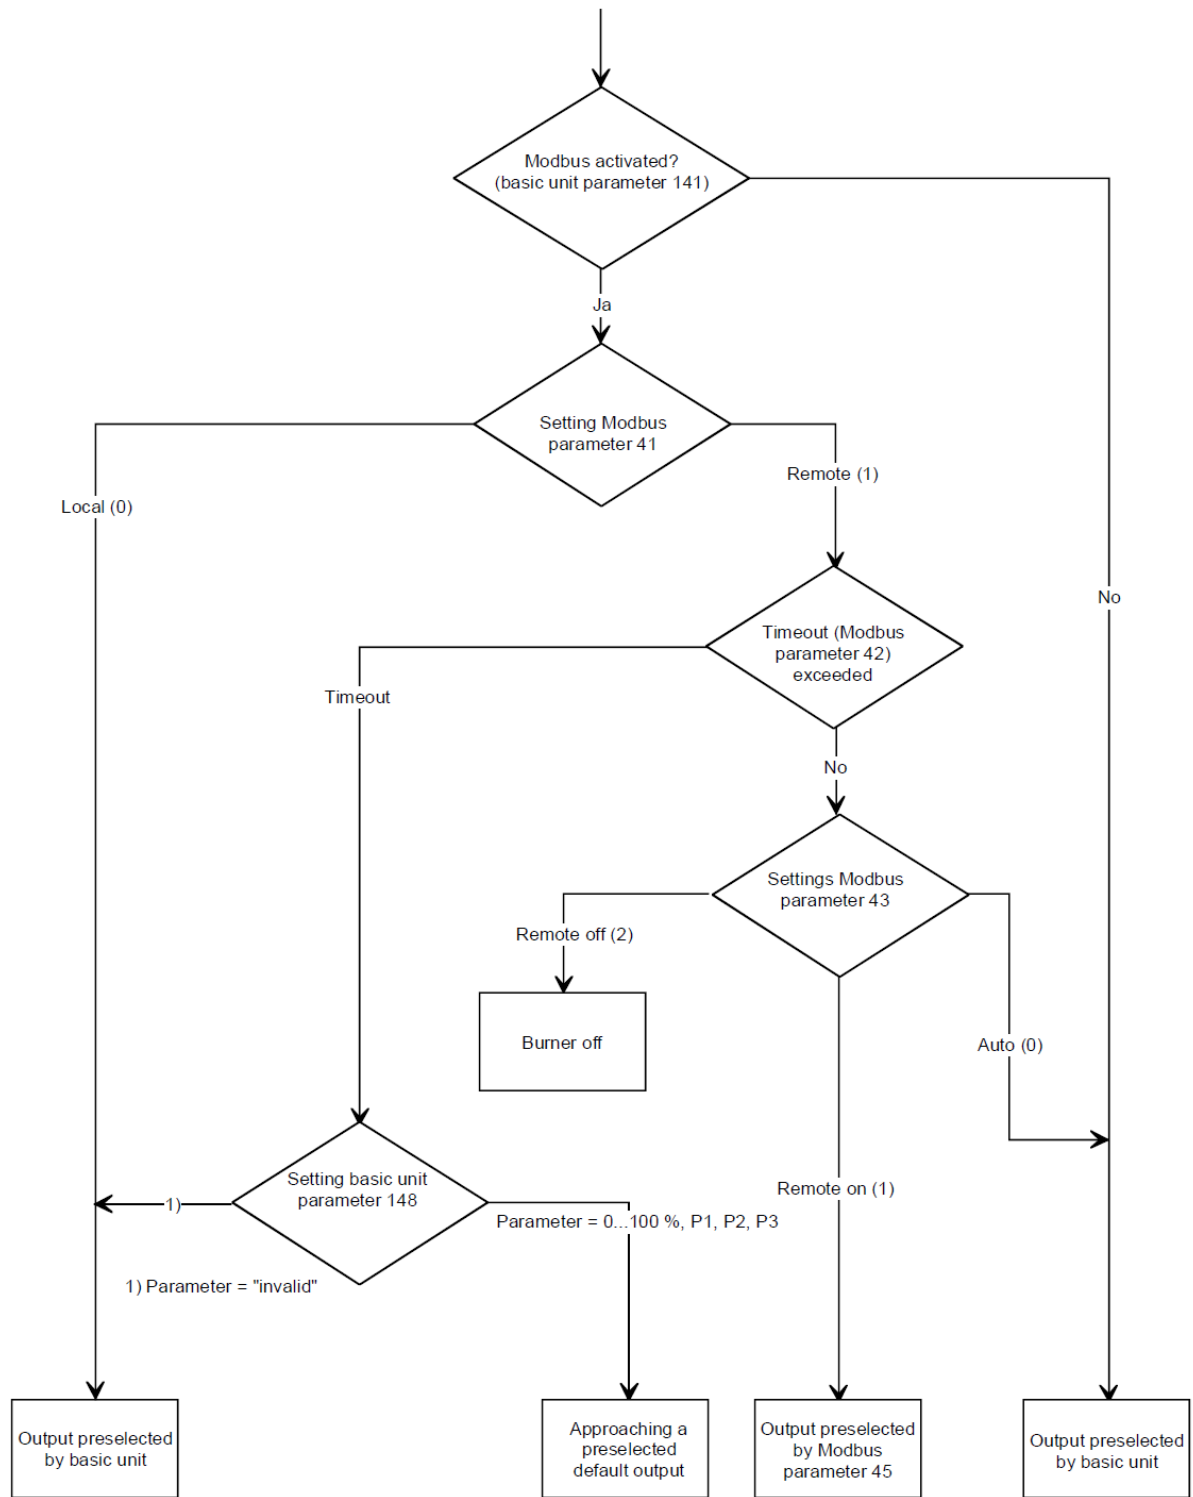 Modbus activated?
(basic unit parameter 141)
Ja
Setting Modbus
parameter 41
Remote (1)
Local (0)
No
Timeout (Modbus
parameter 42)
exceeded
Timeout
No
Settings Modbus
parameter 43
Remote off (2)
Burner off
Auto (0)
Setting basic unit
parameter 148
Remote on (1)
1)
Parameter = 0...100 %, P1, P2, P3
1) Parameter = "invalid"
Output preselected
by basic unit
Approaching a
preselected
default output
Output preselected
by Modbus
parameter 45
Output preselected
by basic unit